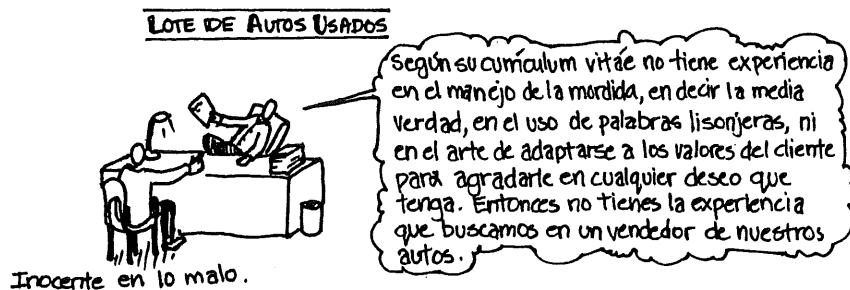 LOTE DE AUTOS USADOS
Según su currículum vitáe no tiene experiencia
en el manejo de la mordida, en decir la media
verdad, en el uso de palabras lisonjeras, ni
en el arte de adaptarse a los valores del cliente
para agradarle en cualquier deseo que
tenga. Entonces no tienes la experiencia
que buscamos en un vendedor de nuestros
autos.
Inocente en lo malo.